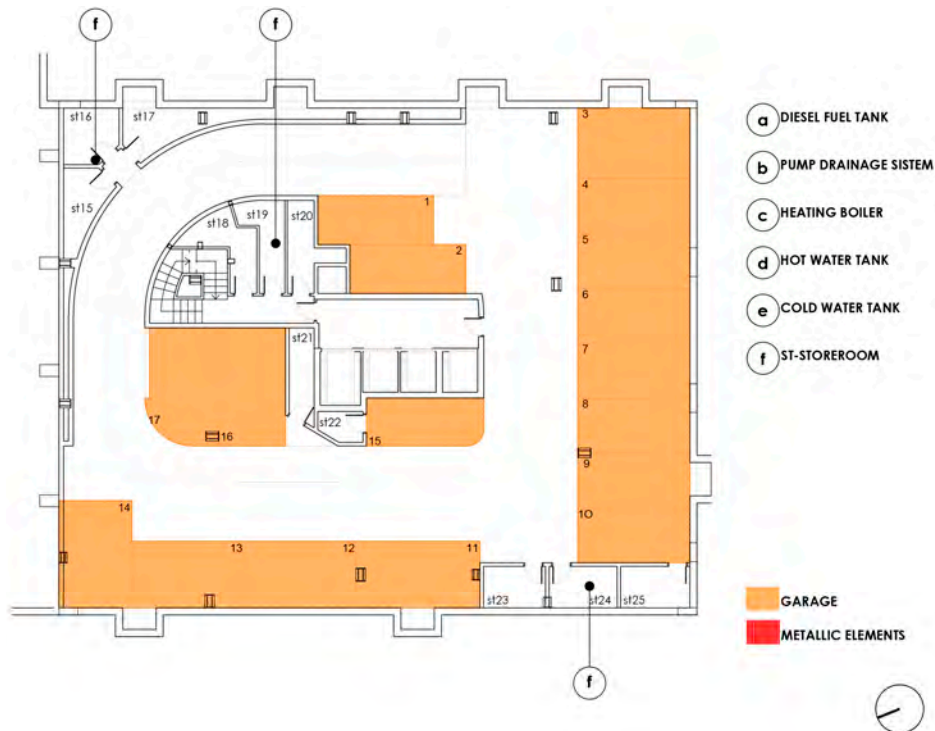 f
f
st16
st17
3
a DIESEL FUEL TANK
b PUMP DRAINAGE SISTEM
c HEATING BOILER
d HOT WATER TANK
e COLD WATER TANK
f ST-STOREROOM
4
st15
st18
st19
st20
1
5
2
6
st21
7
8
17
16
st22
15
9
10
14
13
12
11
st23
st24
st25
GARAGE
METALLIC ELEMENTS
f